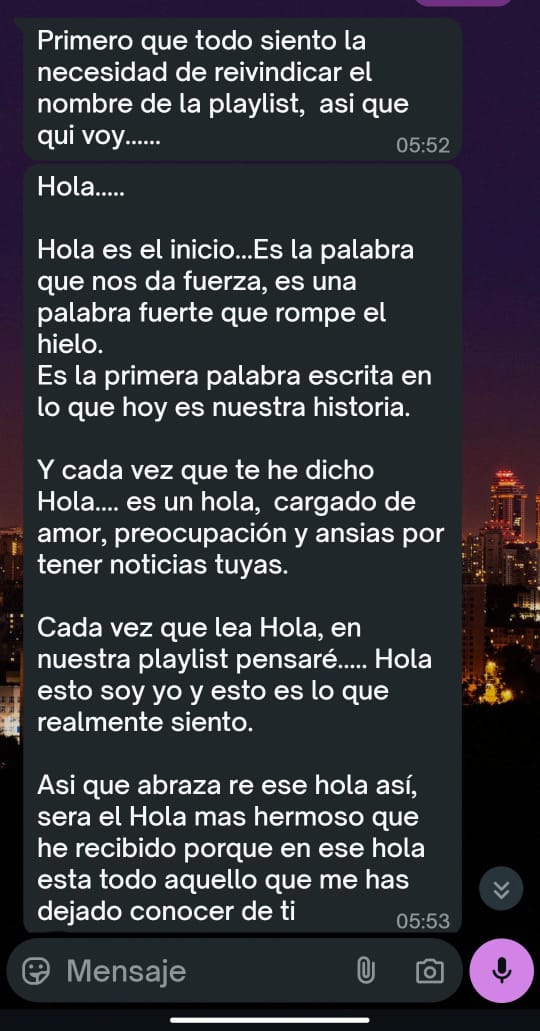 Primero que todo siento la
necesidad de reivindicar el
nombre de la playlist,  asi que
qui voy......
05:52
Hola.....
Hola es el inicio...Es la palabra
que nos da fuerza, es una
palabra fuerte que rompe el
hielo.
Es la primera palabra escrita en
lo que hoy es nuestra historia.
Y cada vez que te he dicho
Hola.... es un hola,  cargado de
amor, preocupación y ansias por
tener noticias tuyas.
Cada vez que lea Hola, en
nuestra playlist pensaré..... Hola
esto soy yo y esto es lo que
realmente siento.
Asi que abraza re ese hola así,
sera el Hola mas hermoso que
he recibido porque en ese hola
esta todo aquello que me has
dejado conocer de ti
05:53
Mensaje